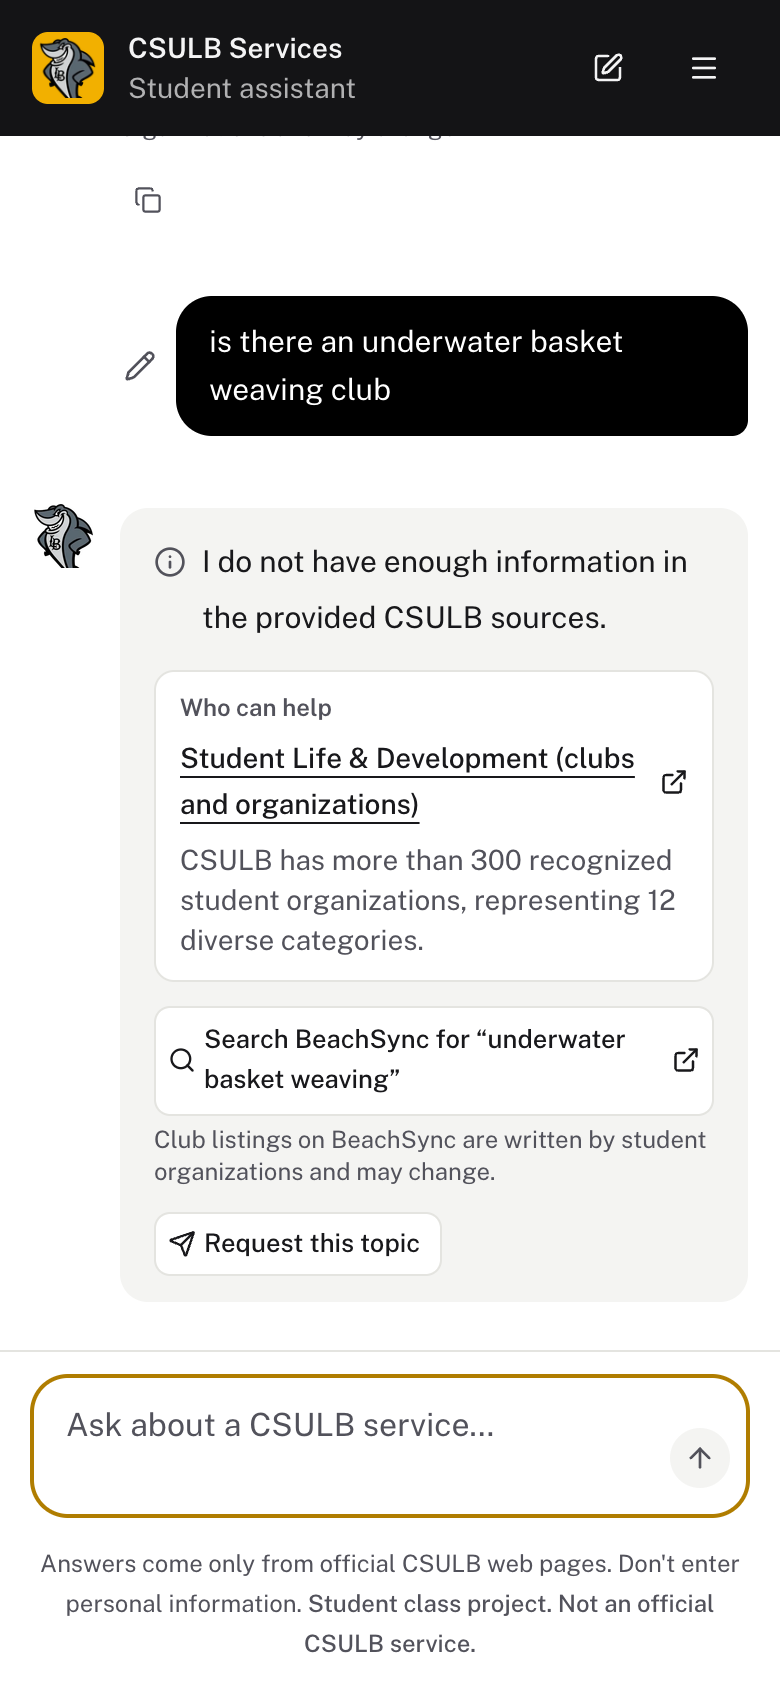 CSULB Services
Student assistant
is there an underwater basket
weaving club
I do not have enough information in
the provided CSULB sources.
Who can help
Student Life & Development (clubs
and organizations)
CSULB has more than 300 recognized
student organizations, representing 12
diverse categories.
Search BeachSync for “underwater
basket weaving”
Club listings on BeachSync are written by student
organizations and may change.
Request this topic
Ask about a CSULB service...
Answers come only from official CSULB web pages. Don't enter
personal information. Student class project. Not an official
CSULB service.